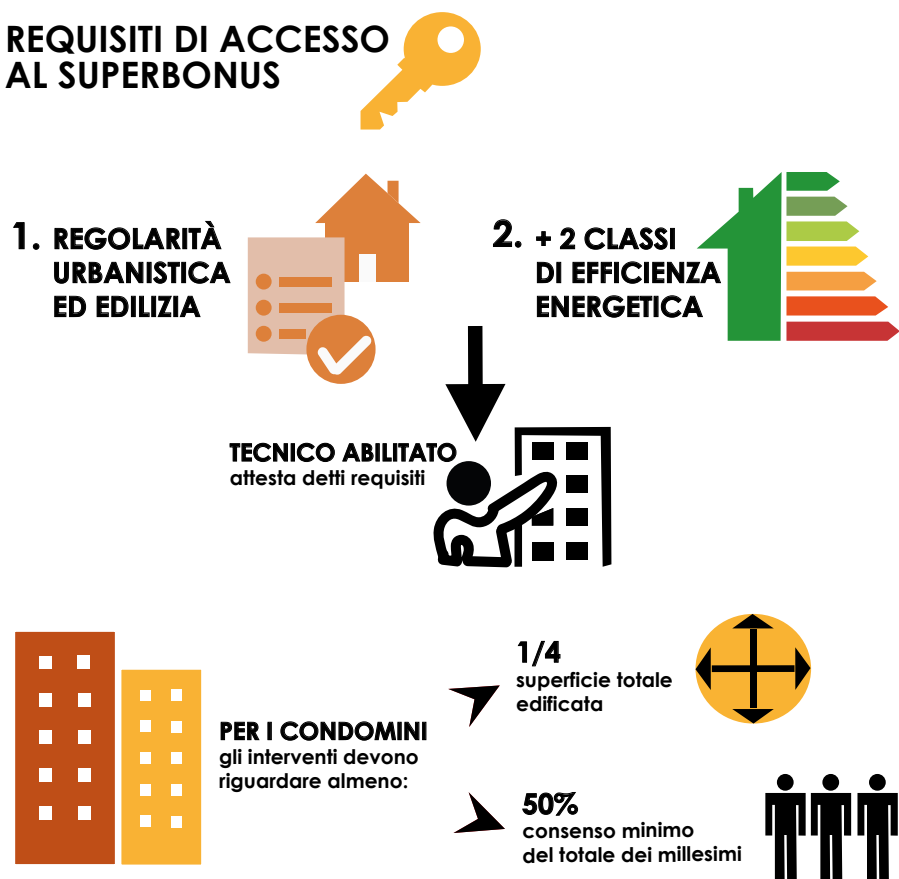 REQUISITI DI ACCESSO
AL SUPERBONUS
1. REGOLARITÀ
URBANISTICA
ED EDILIZIA
2. + 2 CLASSI
DI EFFICIENZA
ENERGETICA
TECNICO ABILITATO
attesta detti requisiti
PER I CONDOMINI
gli interventi devono
riguardare almeno:
1/4
superficie totale
edificata
50%
consenso minimo
del totale dei millesimi